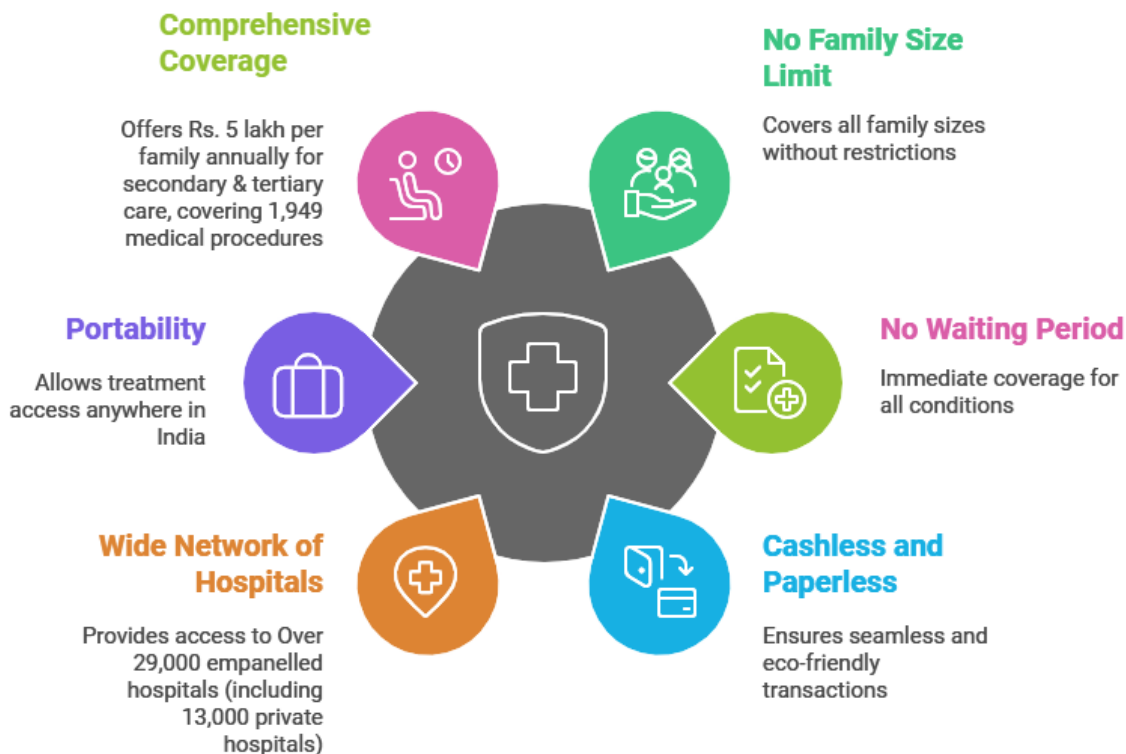 Comprehensive
Coverage
Offers Rs. 5 lakh per
family annually for
secondary & tertiary
care, covering 1,949
medical procedures
No Family Size
Limit
Covers all family sizes
without restrictions
Portability
Allows treatment
access anywhere in
India
No Waiting Period
Immediate coverage for
all conditions
Wide Network of
Hospitals
Provides access to Over
29,000 empanelled
hospitals (including
13,000 private
hospitals)
Cashless and
Paperless
Ensures seamless and
eco-friendly
transactions